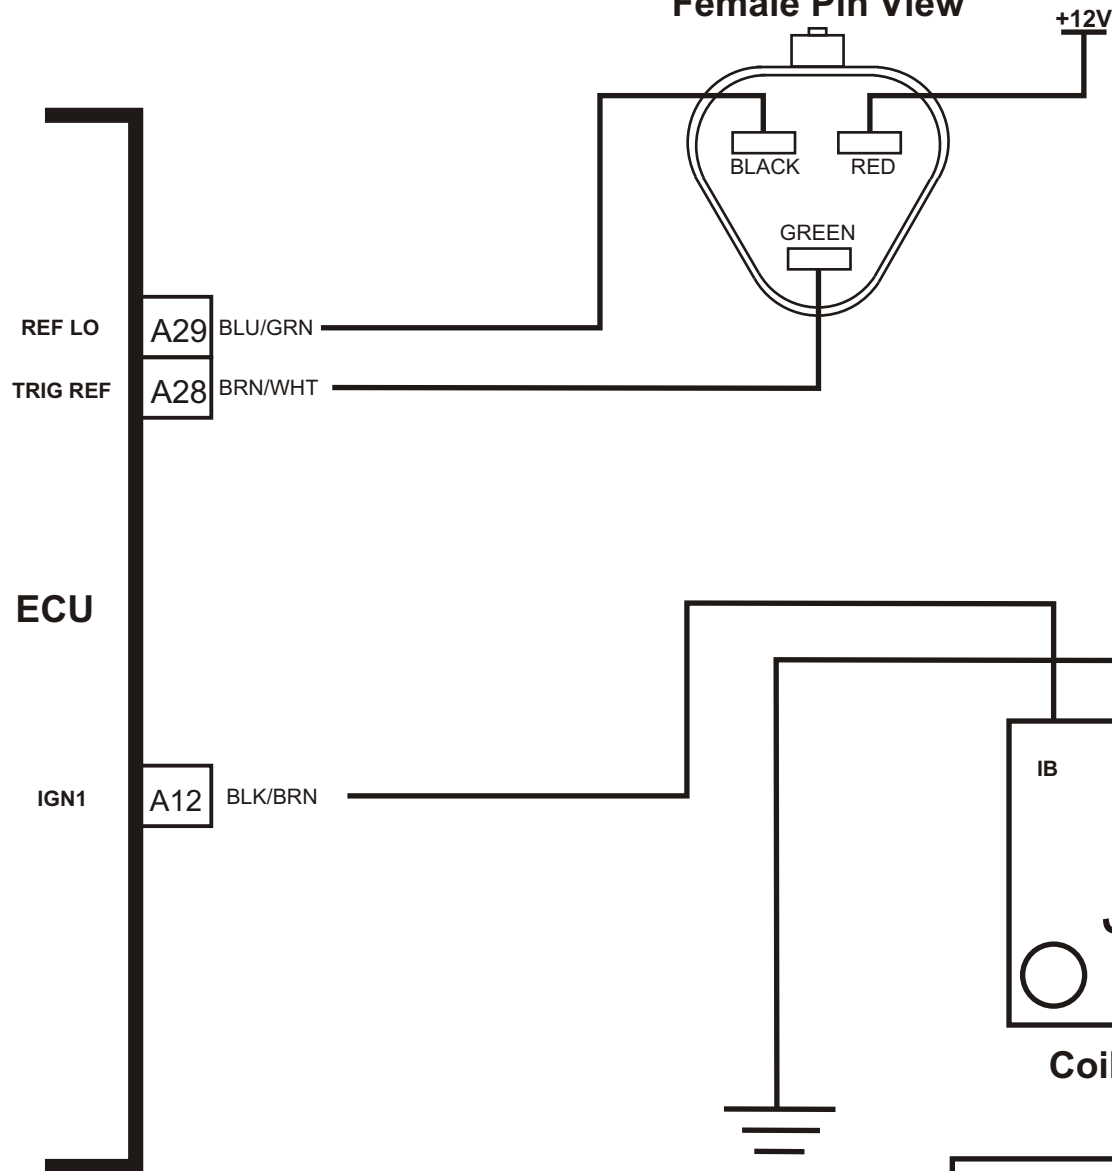 Female Pin View
+12V
BLACK
RED
GREEN
REF LO
A29
BLU/GRN
TRIG REF
A28
BRN/WHT
ECU
IGN1
A12
BLK/BRN
IB
Coil